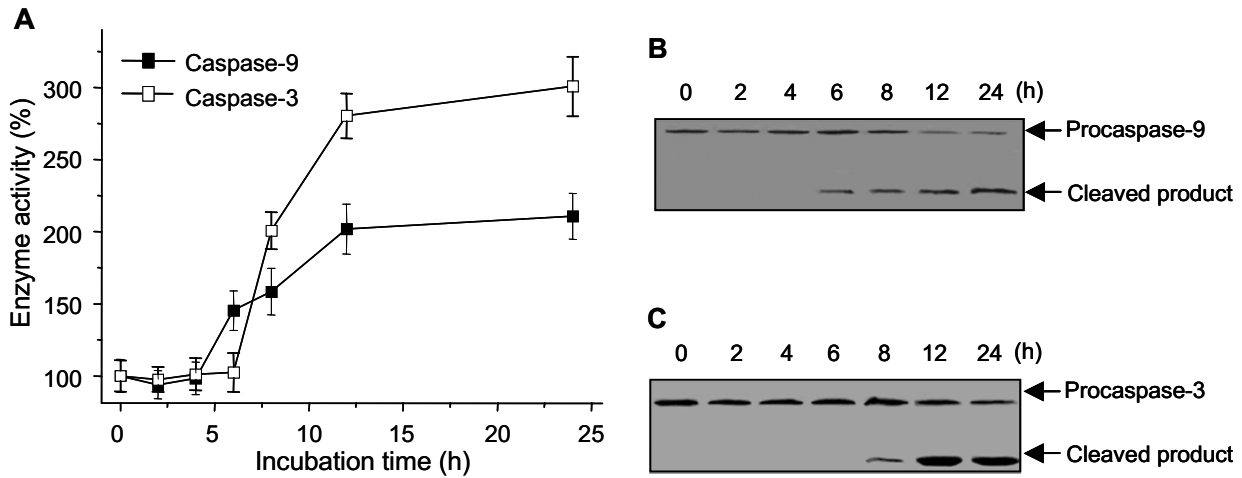 A
Caspase-9
Caspase-3
Enzyme activity (%)
300
250
200
150
100
0 5 10 15 20 25
Incubation time (h)
B
0 2 4 6 8 12 24 (h)
Procaspase-9
Cleaved product
C
0 2 4 6 8 12 24 (h)
Procaspase-3
Cleaved product